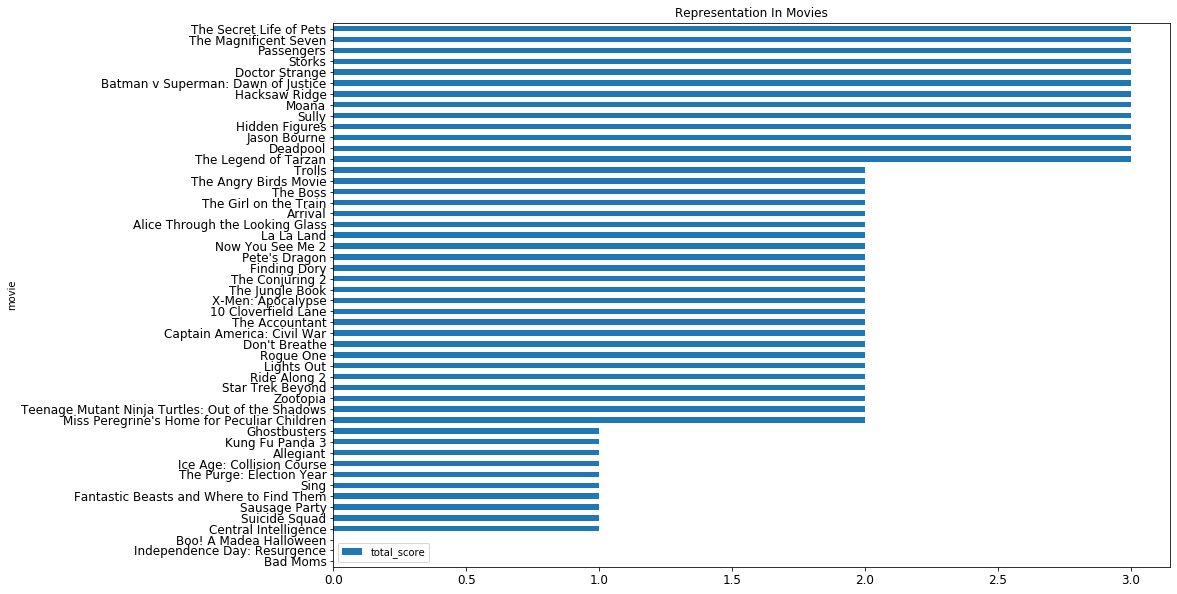 Representation In Movies
The Secret Life of Pets
The Magnificent Seven
Passengers
Storks
Doctor Strange
Batman v Superman: Dawn of Justice
Hacksaw Ridge
Moana
Sully
Hidden Figures
Jason Bourne
Deadpool
The Legend of Tarzan
Trolls
The Angry Birds Movie
The Boss
The Girl on the Train
Arrival
Alice Through the Looking Glass
La La Land
Now You See Me 2
Pete's Dragon
Finding Dory
The Conjuring 2
The Jungle Book
X-Men: Apocalypse
10 Cloverfield Lane
The Accountant
Captain America: Civil War
Don't Breathe
Rogue One
Lights Out
Ride Along 2
Star Trek Beyond
Zootopia
Teenage Mutant Ninja Turtles: Out of the Shadows
Miss Peregrine's Home for Peculiar Children
Ghostbusters
Kung Fu Panda 3
Allegiant
Ice Age: Collision Course
The Purge: Election Year
Sing
Fantastic Beasts and Where to Find Them
Sausage Party
Suicide Squad
Central Intelligence
Boo! A Madea Halloween
Independence Day: Resurgence
Bad Moms
movie
total_score
0.0 0.5 1.0 1.5 2.0 2.5 3.0